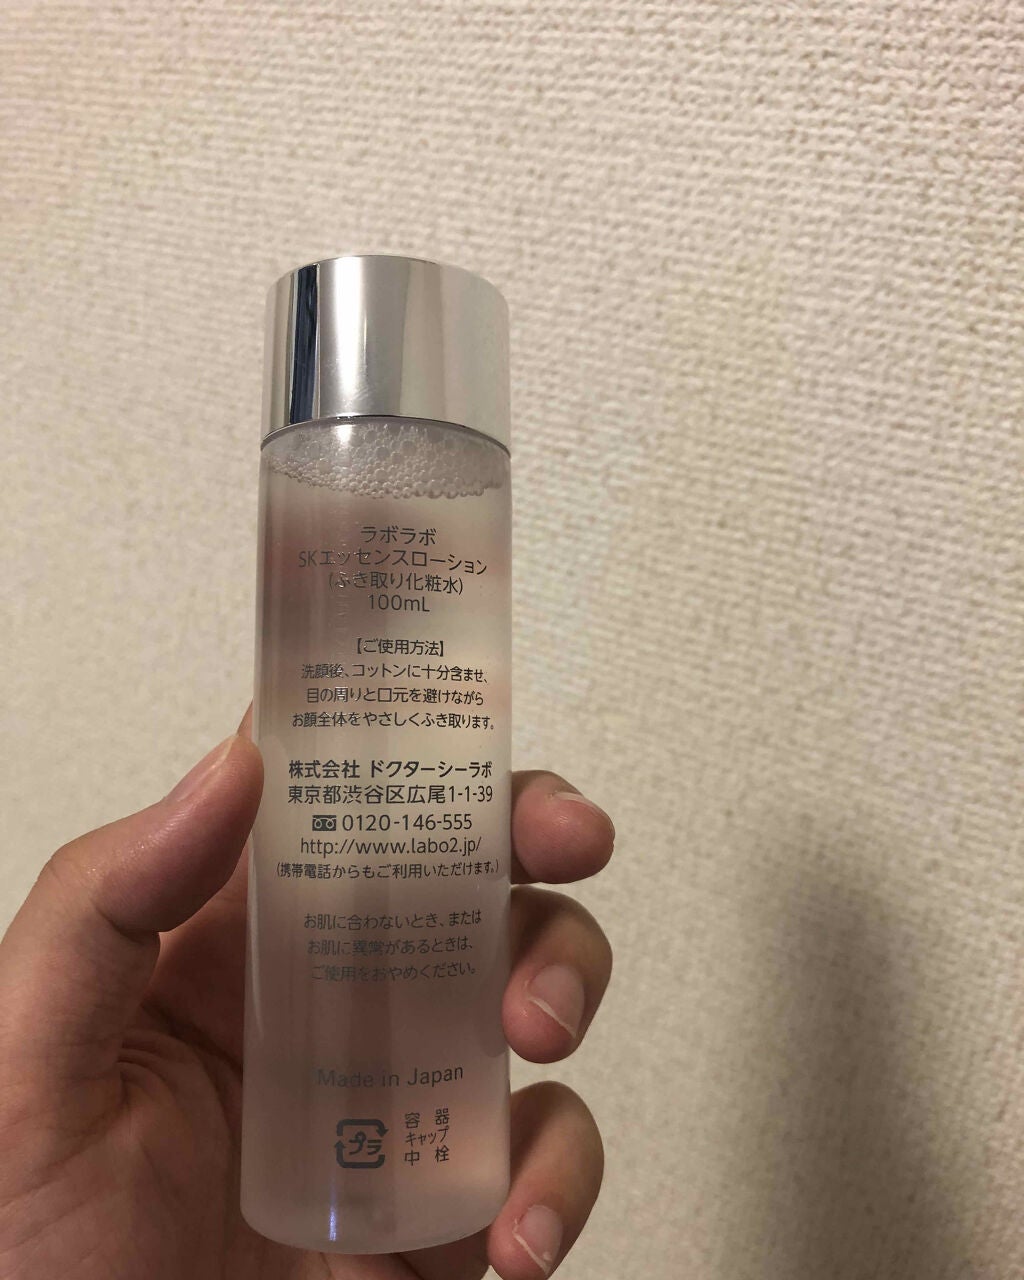 ラボラボ
SKエッセンスローション
(ふき取り化粧水)
100mL
【ご使用方法】
洗顔後、コットンに十分含ませ、
目の周りと口元を避けながら
お顔全体をやさしくふき取ります。
株式会社 ドクターシーラボ
東京都渋谷区広尾1-1-39
0120-146-555
http://www.labo2.jp/
(携帯電話からもご利用いただけます。)
お肌に合わないとき、または
お肌に異常があるときは、
ご使用をおやめください。
Made in Japan
プラ
容器
キャップ
中栓